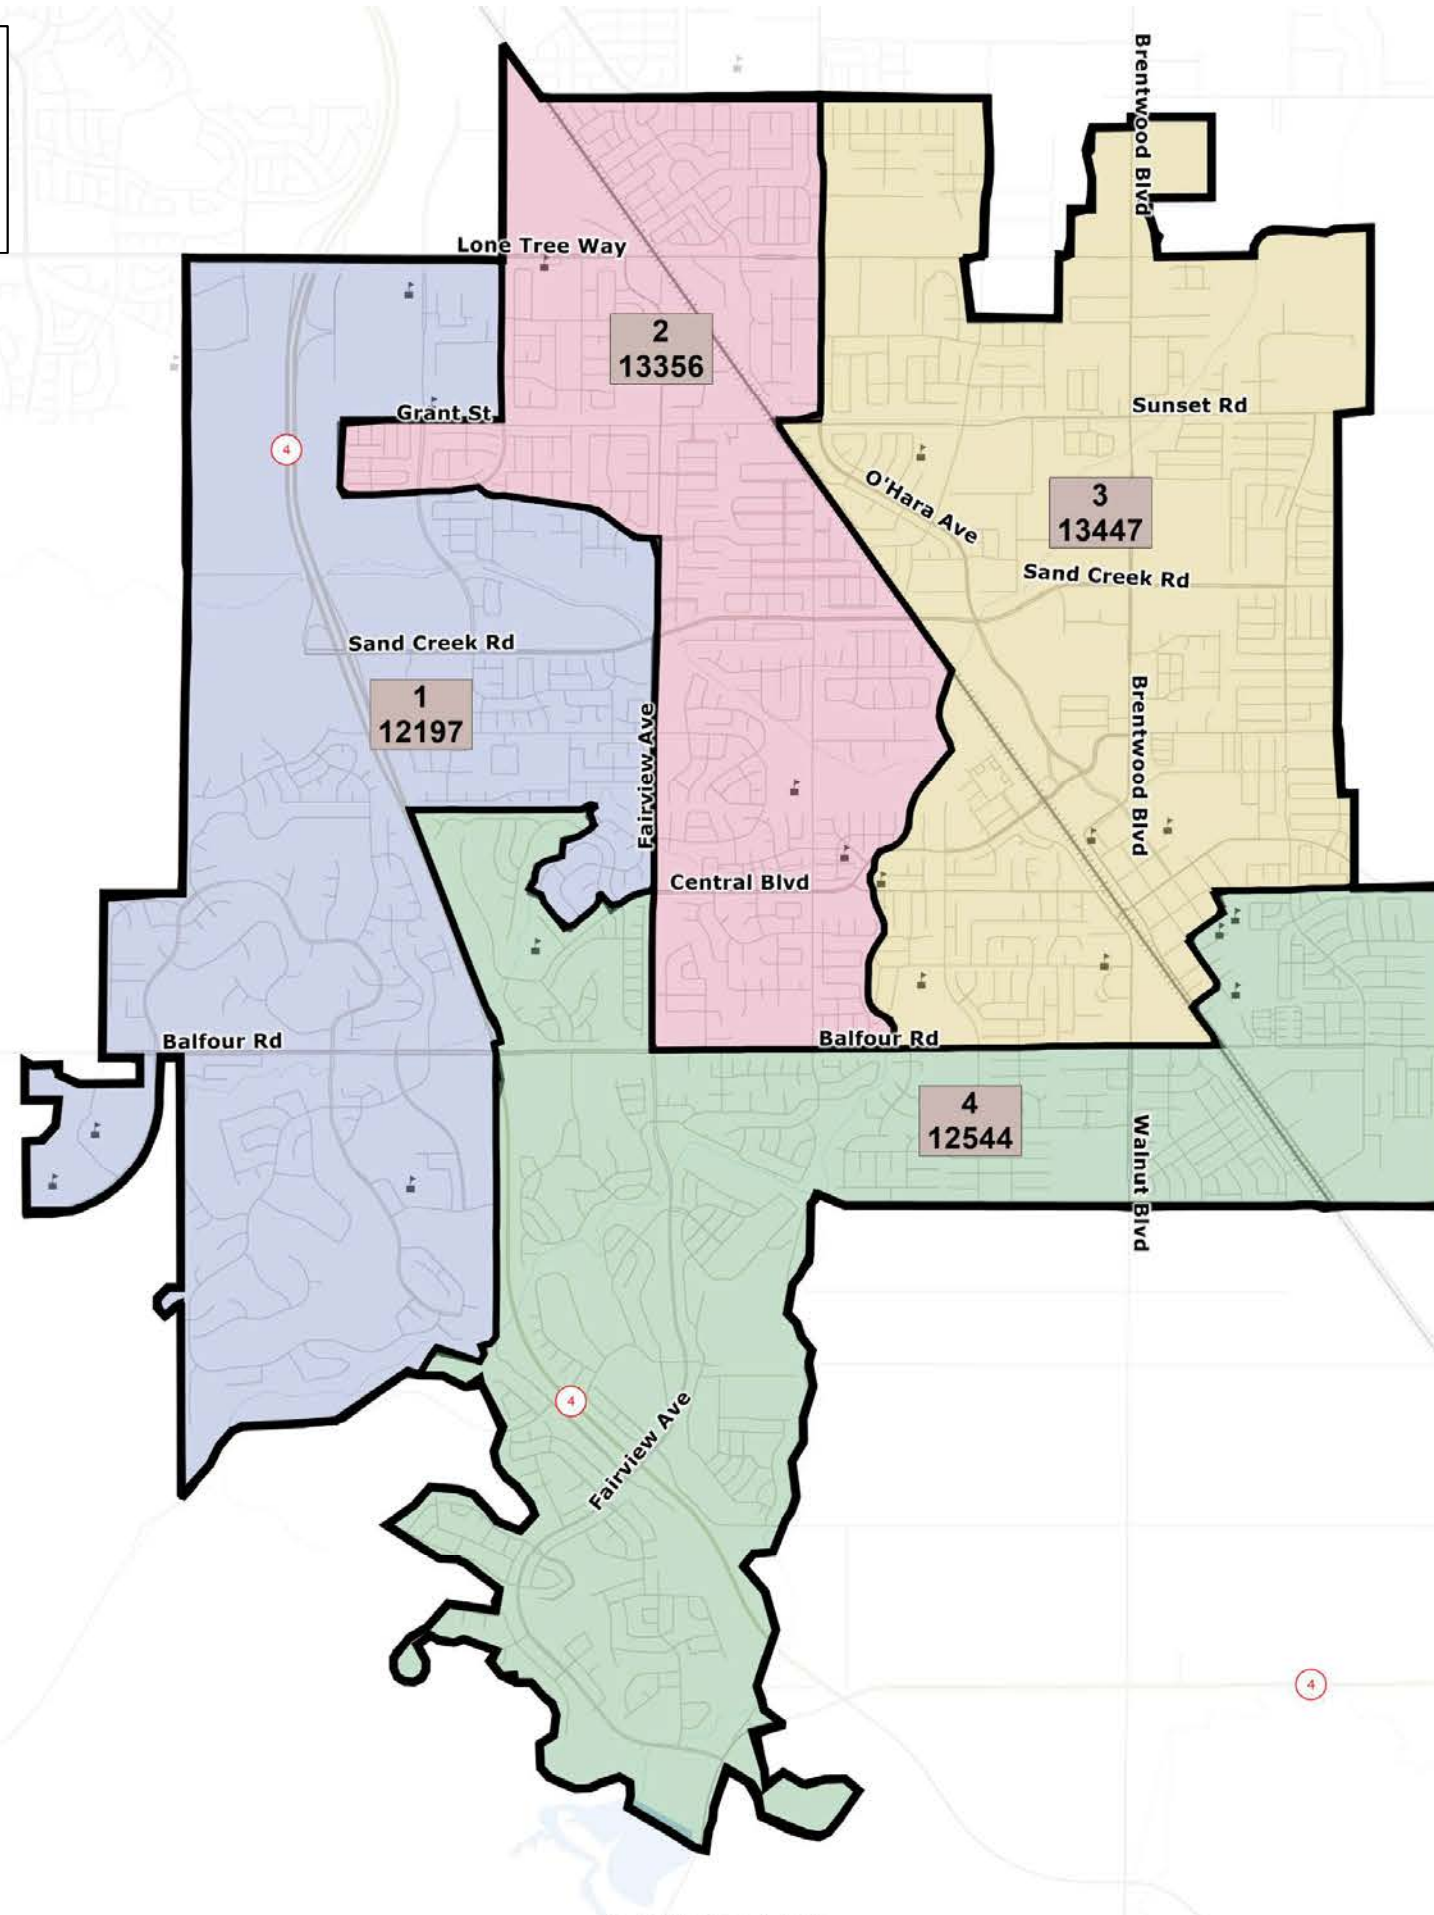 Brentwood Blvd
Lone Tree Way
2
13356
Grant St
Sunset Rd
4
O'Hara Ave
3
13447
Sand Creek Rd
Sand Creek Rd
1
12197
Fairview Ave
Brentwood Blvd
Central Blvd
Balfour Rd
Balfour Rd
4
12544
Walnut Blvd
4
Fairview Ave
4